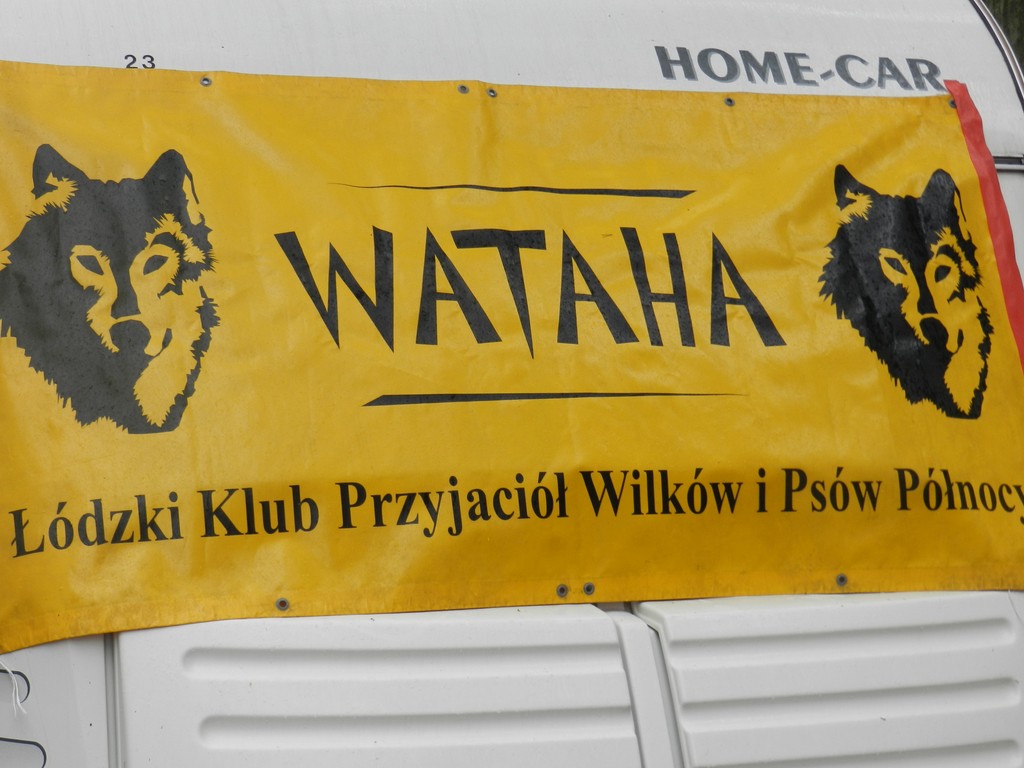 23
HOME-CAR
WATAHA
Łódzki Klub Przyjaciół Wilków i Psów Północy